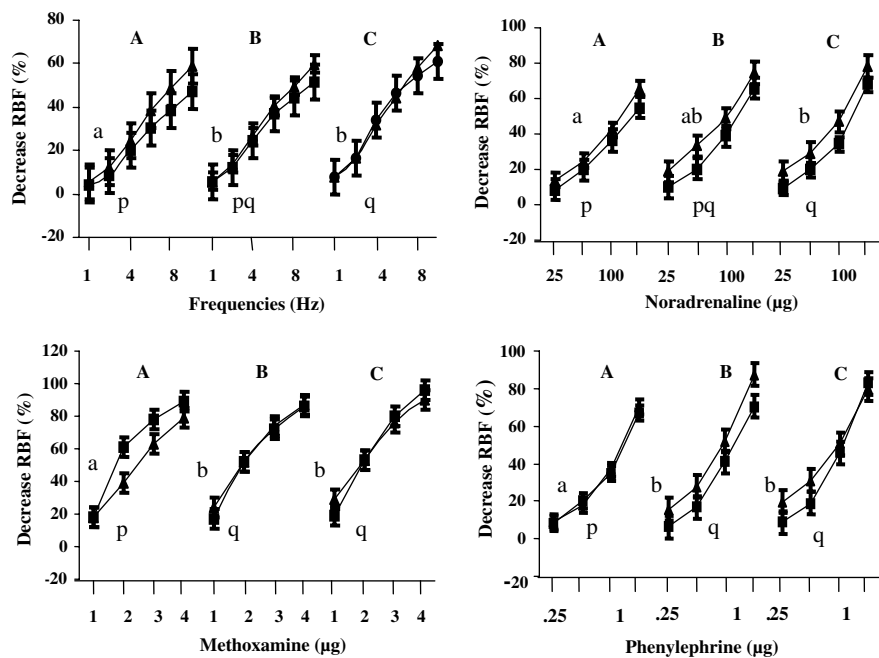 80
60
40
20
0
-20
Decrease RBF (%)
A B C
a b b
p pq q
1 4 8 1 4 8 1 4 8
Frequencies (Hz)
100
80
60
40
20
0
-20
Decrease RBF (%)
A B C
a ab b
p pq q
25 100 25 100 25 100
Noradrenaline (µg)
120
100
80
60
40
20
0
-20
Decrease RBF (%)
A B C
a b b
p q q
1 2 3 4 1 2 3 4 1 2 3 4
Methoxamine (µg)
100
80
60
40
20
0
-20
Decrease RBF (%)
A B C
a b b
p q q
.25 1 .25 1 .25 1
Phenylephrine (µg)